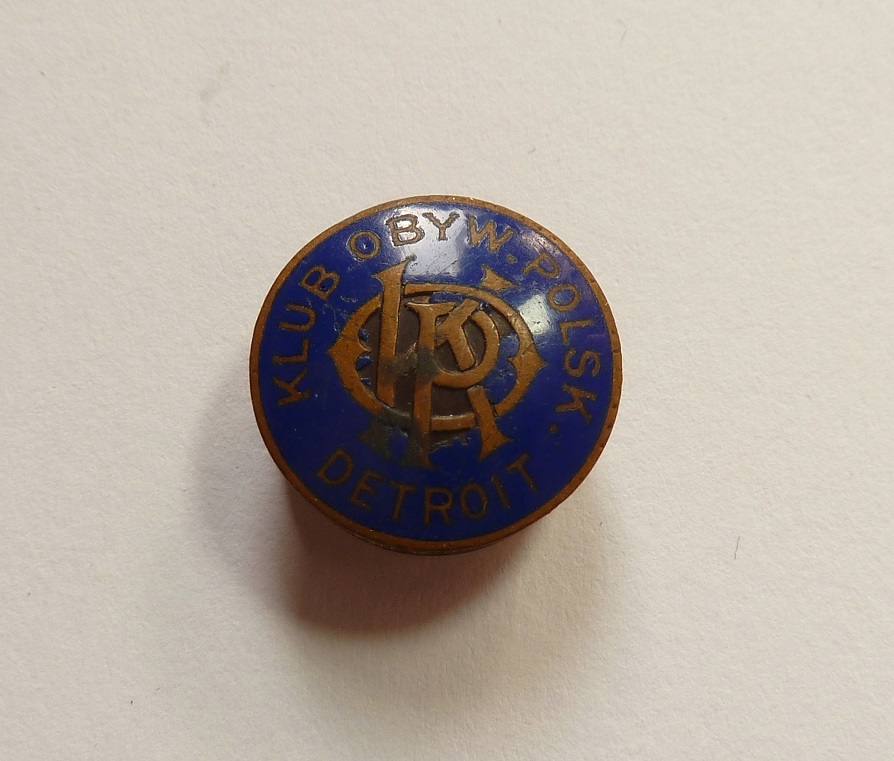 KLUB OBYW. POLSK.
KOP
DETROIT